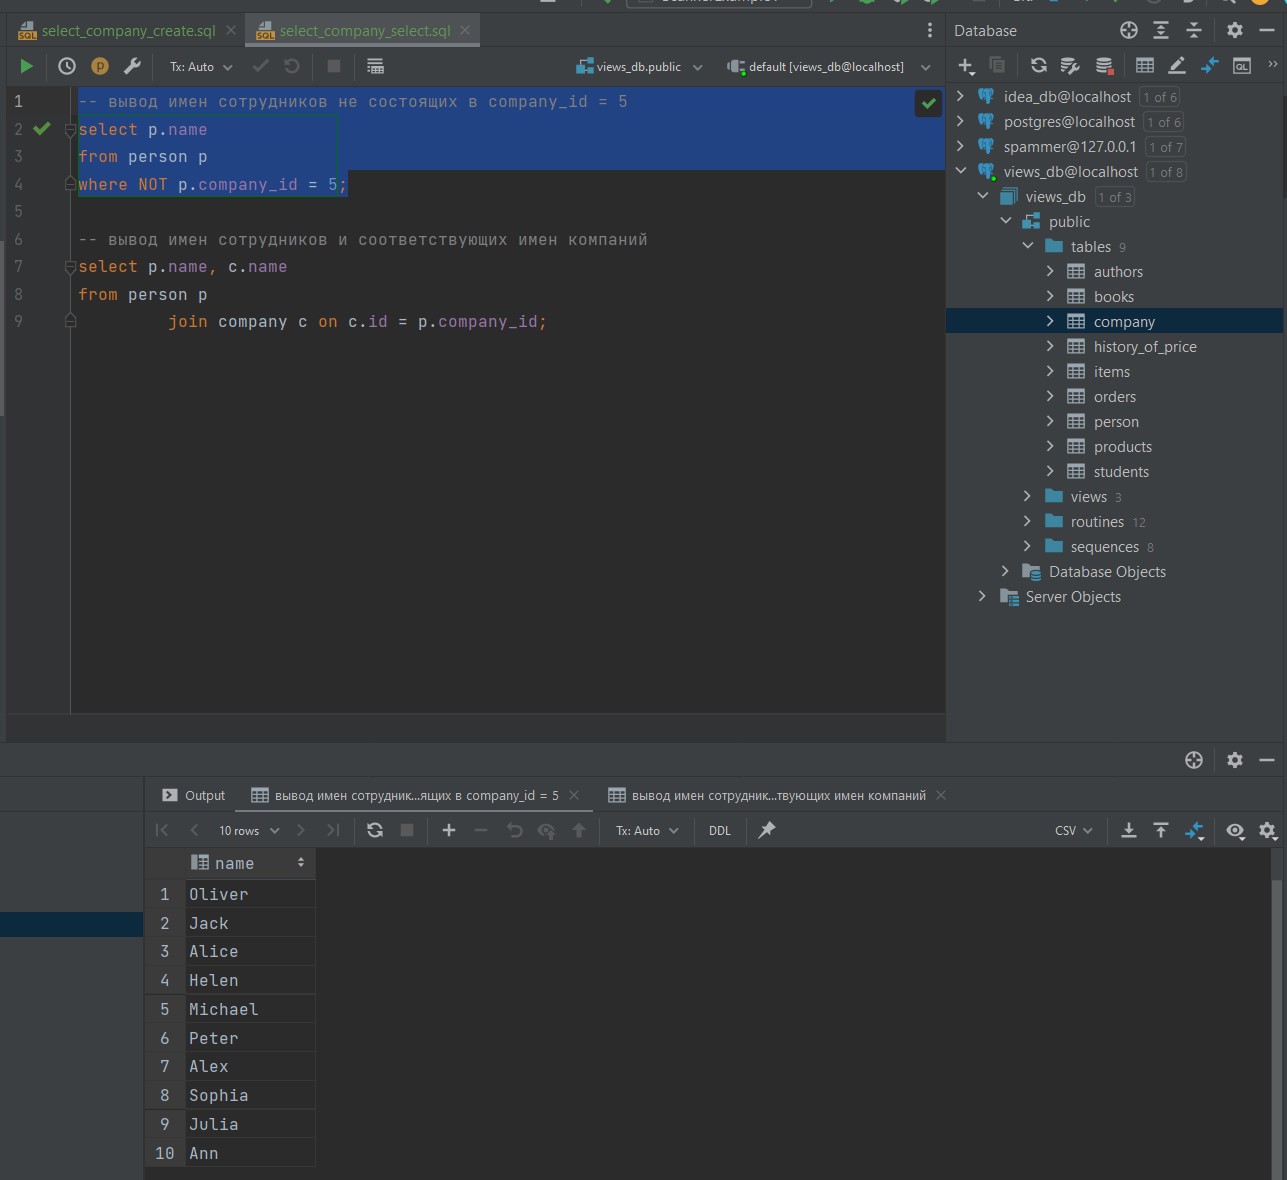 select_company_create.sql
select_company_select.sql
Database
Tx: Auto
views_db.public
default [views_db@localhost]
1 -- вывод имен сотрудников не состоящих в company_id = 5
2 select p.name
3 from person p
4 where NOT p.company_id = 5;
5
6 -- вывод имен сотрудников и соответствующих имен компаний
7 select p.name, c.name
8 from person p
9 join company c on c.id = p.company_id;
idea_db@localhost 1 of 6
postgres@localhost 1 of 6
spammer@127.0.0.1 1 of 7
views_db@localhost 1 of 8
views_db 1 of 3
public
tables 9
authors
books
company
history_of_price
items
orders
person
products
students
views 3
routines 12
sequences 8
Database Objects
Server Objects
Output
вывод имен сотрудник...ящих в company_id = 5
вывод имен сотрудник...твующих имен компаний
10 rows
Tx: Auto
DDL
CSV
name
1 Oliver
2 Jack
3 Alice
4 Helen
5 Michael
6 Peter
7 Alex
8 Sophia
9 Julia
10 Ann